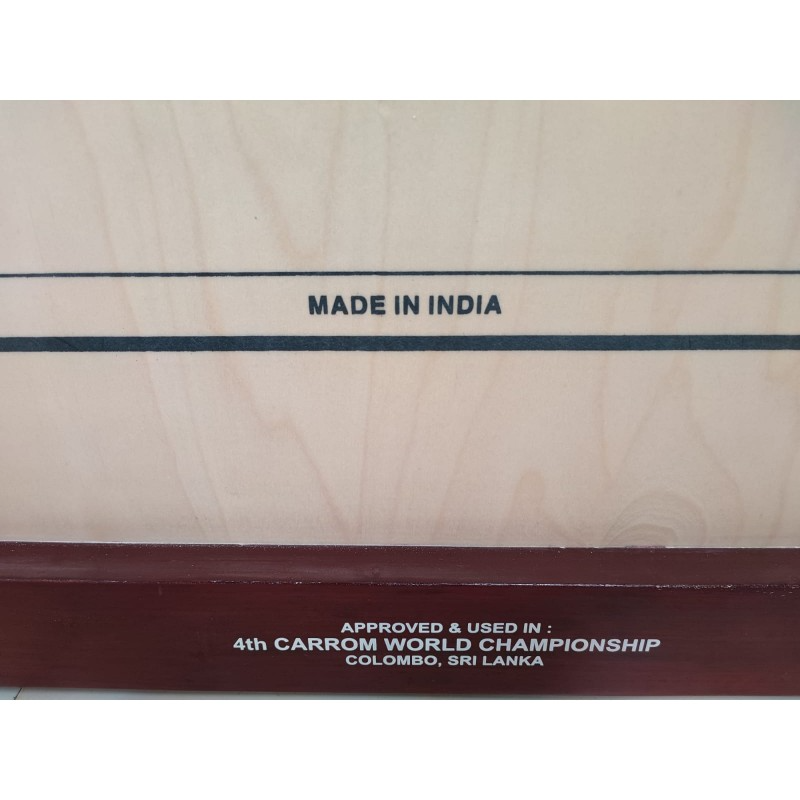 MADE IN INDIA
APPROVED & USED IN :
4th CARROM WORLD CHAMPIONSHIP
COLOMBO, SRI LANKA